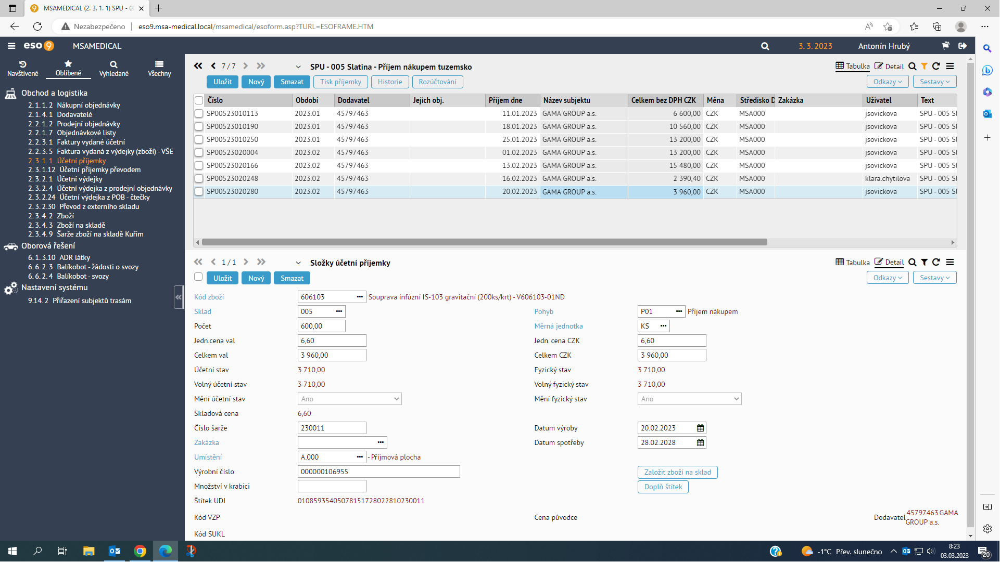 MSAMEDICAL (2. 3. 1. 1) SPU - 00
Nezabezpečeno
eso9.msa-medical.local/msamedical/esoform.asp?TURL=ESOFRAME.HTM
eso9
MSAMEDICAL
3. 3. 2023
Antonín Hrubý
Navštívené
Oblíbené
Vyhledané
Všechny
Obchod a logistika
2. 1. 1. 2 Nákupní objednávky
2. 1. 4. 1 Dodavatelé
2. 2. 1. 2 Prodejní objednávky
2. 2. 1. 7 Objednávkové listy
2. 2. 3. 1 Faktury vydané účetní
2. 2. 3. 5 Faktura vydaná z výdejky (zboží) - VŠE
2. 3. 1. 1 Účetní příjemky
2. 3. 1.12 Účetní příjemky převodem
2. 3. 2. 1 Účetní výdejky
2. 3. 2. 4 Účetní výdejka z prodejní objednávky
2. 3. 2.24 Účetní výdejka z POB - čtečky
2. 3. 2.30 Převod z externího skladu
2. 3. 4. 2 Zboží
2. 3. 4. 3 Zboží na skladě
2. 3. 4. 9 Šarže zboží na skladě Kuřim
Oborová řešení
6. 1. 3.10 ADR látky
6. 6. 2. 3 Balíkobot - žádosti o svozy
6. 6. 2. 4 Balíkobot - svozy
Nastavení systému
9.14. 2 Přiřazení subjektů trasám
7 / 7
SPU - 005 Slatina - Příjem nákupem tuzemsko
Tabulka Detail
Uložit Nový Smazat Tisk příjemky Historie Rozúčtování Odkazy Sestavy
Číslo Období Dodavatel Jejich obj. Příjem dne Název subjektu Celkem bez DPH CZK Měna Středisko D Zakázka Uživatel Text
SP00523010113 2023.01 45797463 11.01.2023 GAMA GROUP a.s. 6 600,00 CZK MSA000 jsovickova SPU - 005 Sl
SP00523010190 2023.01 45797463 18.01.2023 GAMA GROUP a.s. 10 560,00 CZK MSA000 jsovickova SPU - 005 Sl
SP00523010250 2023.01 45797463 25.01.2023 GAMA GROUP a.s. 13 200,00 CZK MSA000 jsovickova SPU - 005 Sl
SP00523020004 2023.02 45797463 01.02.2023 GAMA GROUP a.s. 13 200,00 CZK MSA000 jsovickova SPU - 005 Sl
SP00523020166 2023.02 45797463 13.02.2023 GAMA GROUP a.s. 15 480,00 CZK MSA000 jsovickova SPU - 005 Sl
SP00523020248 2023.02 45797463 16.02.2023 GAMA GROUP a.s. 2 390,40 CZK MSA000 klara.chytilova SPU - 005 Sl
SP00523020280 2023.02 45797463 20.02.2023 GAMA GROUP a.s. 3 960,00 CZK MSA000 jsovickova SPU - 005 Sl
1 / 1
Složky účetní příjemky
Tabulka Detail
Uložit Nový Smazat Odkazy Sestavy
Kód zboží 606103 Souprava infúzní IS-103 gravitační (200ks/krt) - V606103-01ND
Sklad 005 Pohyb P01 Příjem nákupem
Počet 600,00 Měrná jednotka KS
Jedn.cena val 6,60 Jedn. cena CZK 6,60
Celkem val 3 960,00 Celkem CZK 3 960,00
Účetní stav 3 710,00 Fyzický stav 3 710,00
Volný účetní stav 3 710,00 Volný fyzický stav 3 710,00
Mění účetní stav Ano Mění fyzický stav Ano
Skladová cena 6,60
Číslo šarže 230011 Datum výroby 20.02.2023
Zakázka Datum spotřeby 28.02.2028
Umístění A.000 - Příjmová plocha
Výrobní číslo 000000106955 Založit zboží na sklad
Množství v krabici Doplň štítek
Štítek UDI 01085935405078151728022810230011
Kód VZP Cena původce Dodavatel 45797463 GAMA
GROUP a.s.
Kód SUKL
-1°C Přev. slunečno
8:23
03.03.2023
20